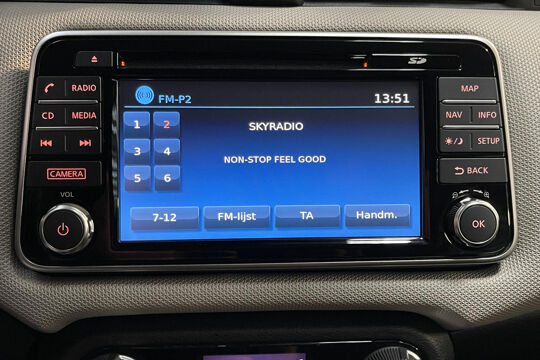 SD
RADIO
CD MEDIA
CAMERA
VOL
FM-P2 13:51
1 2 SKYRADIO
3 4 NON-STOP FEEL GOOD
5 6
7-12 FM-lijst TA Handm.
MAP
NAV INFO
SETUP
BACK
OK